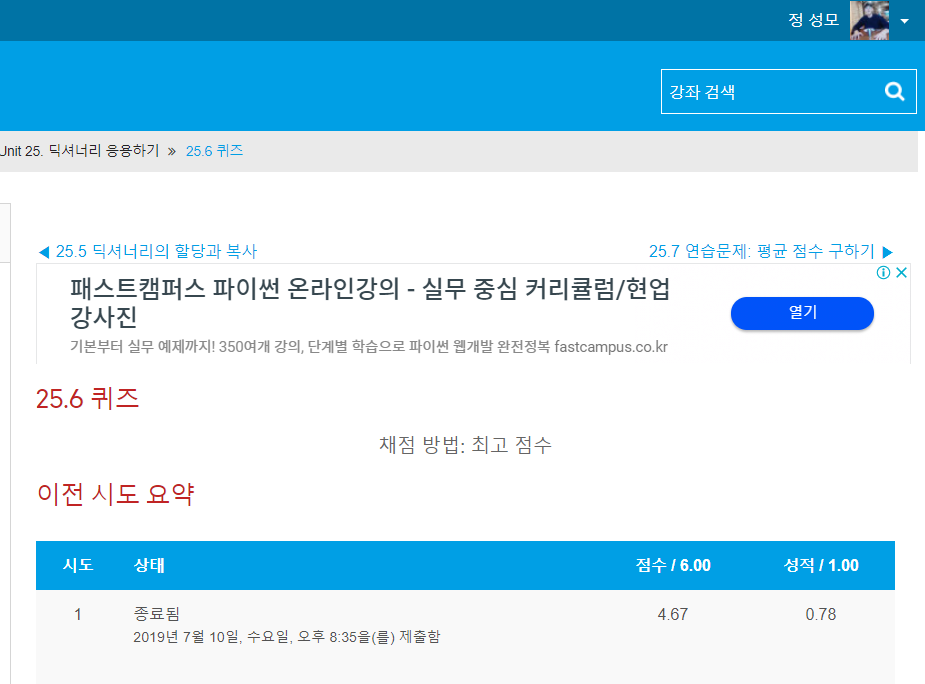 정 성모
강좌 검색
Unit 25. 딕셔너리 응용하기 » 25.6 퀴즈
◀ 25.5 딕셔너리의 할당과 복사
25.7 연습문제: 평균 점수 구하기 ▶
패스트캠퍼스 파이썬 온라인강의 - 실무 중심 커리큘럼/현업
강사진
열기
기본부터 실무 예제까지! 350여개 강의, 단계별 학습으로 파이썬 웹개발 완전정복 fastcampus.co.kr
25.6 퀴즈
채점 방법: 최고 점수
이전 시도 요약
시도 상태 점수 / 6.00 성적 / 1.00
1 종료됨 4.67 0.78
2019년 7월 10일, 수요일, 오후 8:35을(를) 제출함